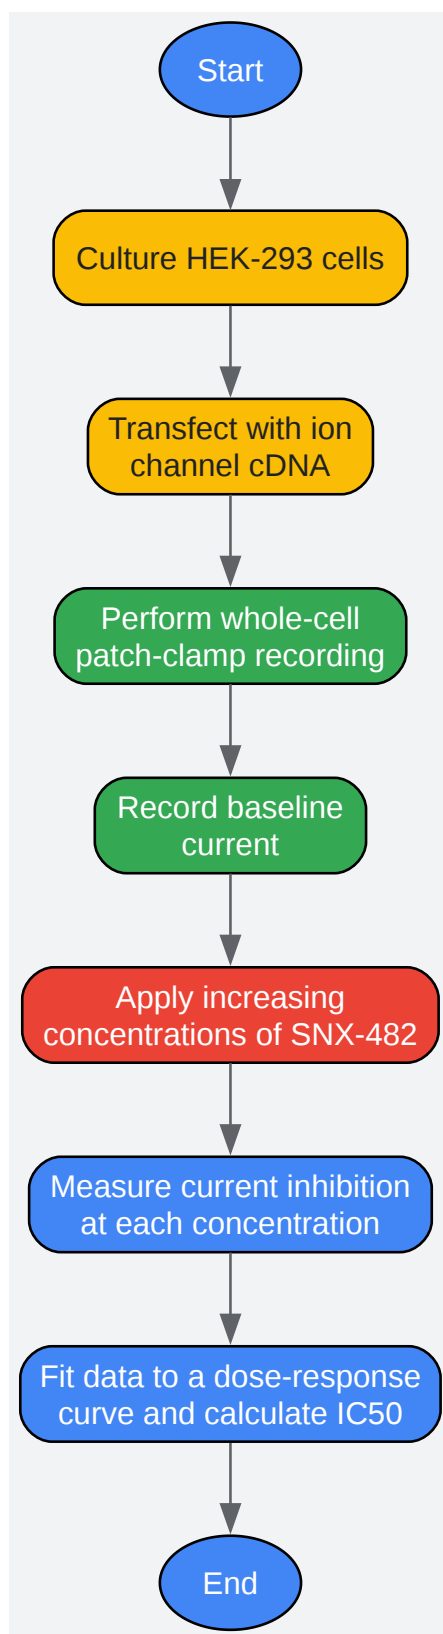 Start
Culture HEK-293 cells
Transfect with ion
channel cDNA
Perform whole-cell
patch-clamp recording
Record baseline
current
Apply increasing
concentrations of SNX-482
Measure current inhibition
at each concentration
Fit data to a dose-response
curve and calculate IC50
End